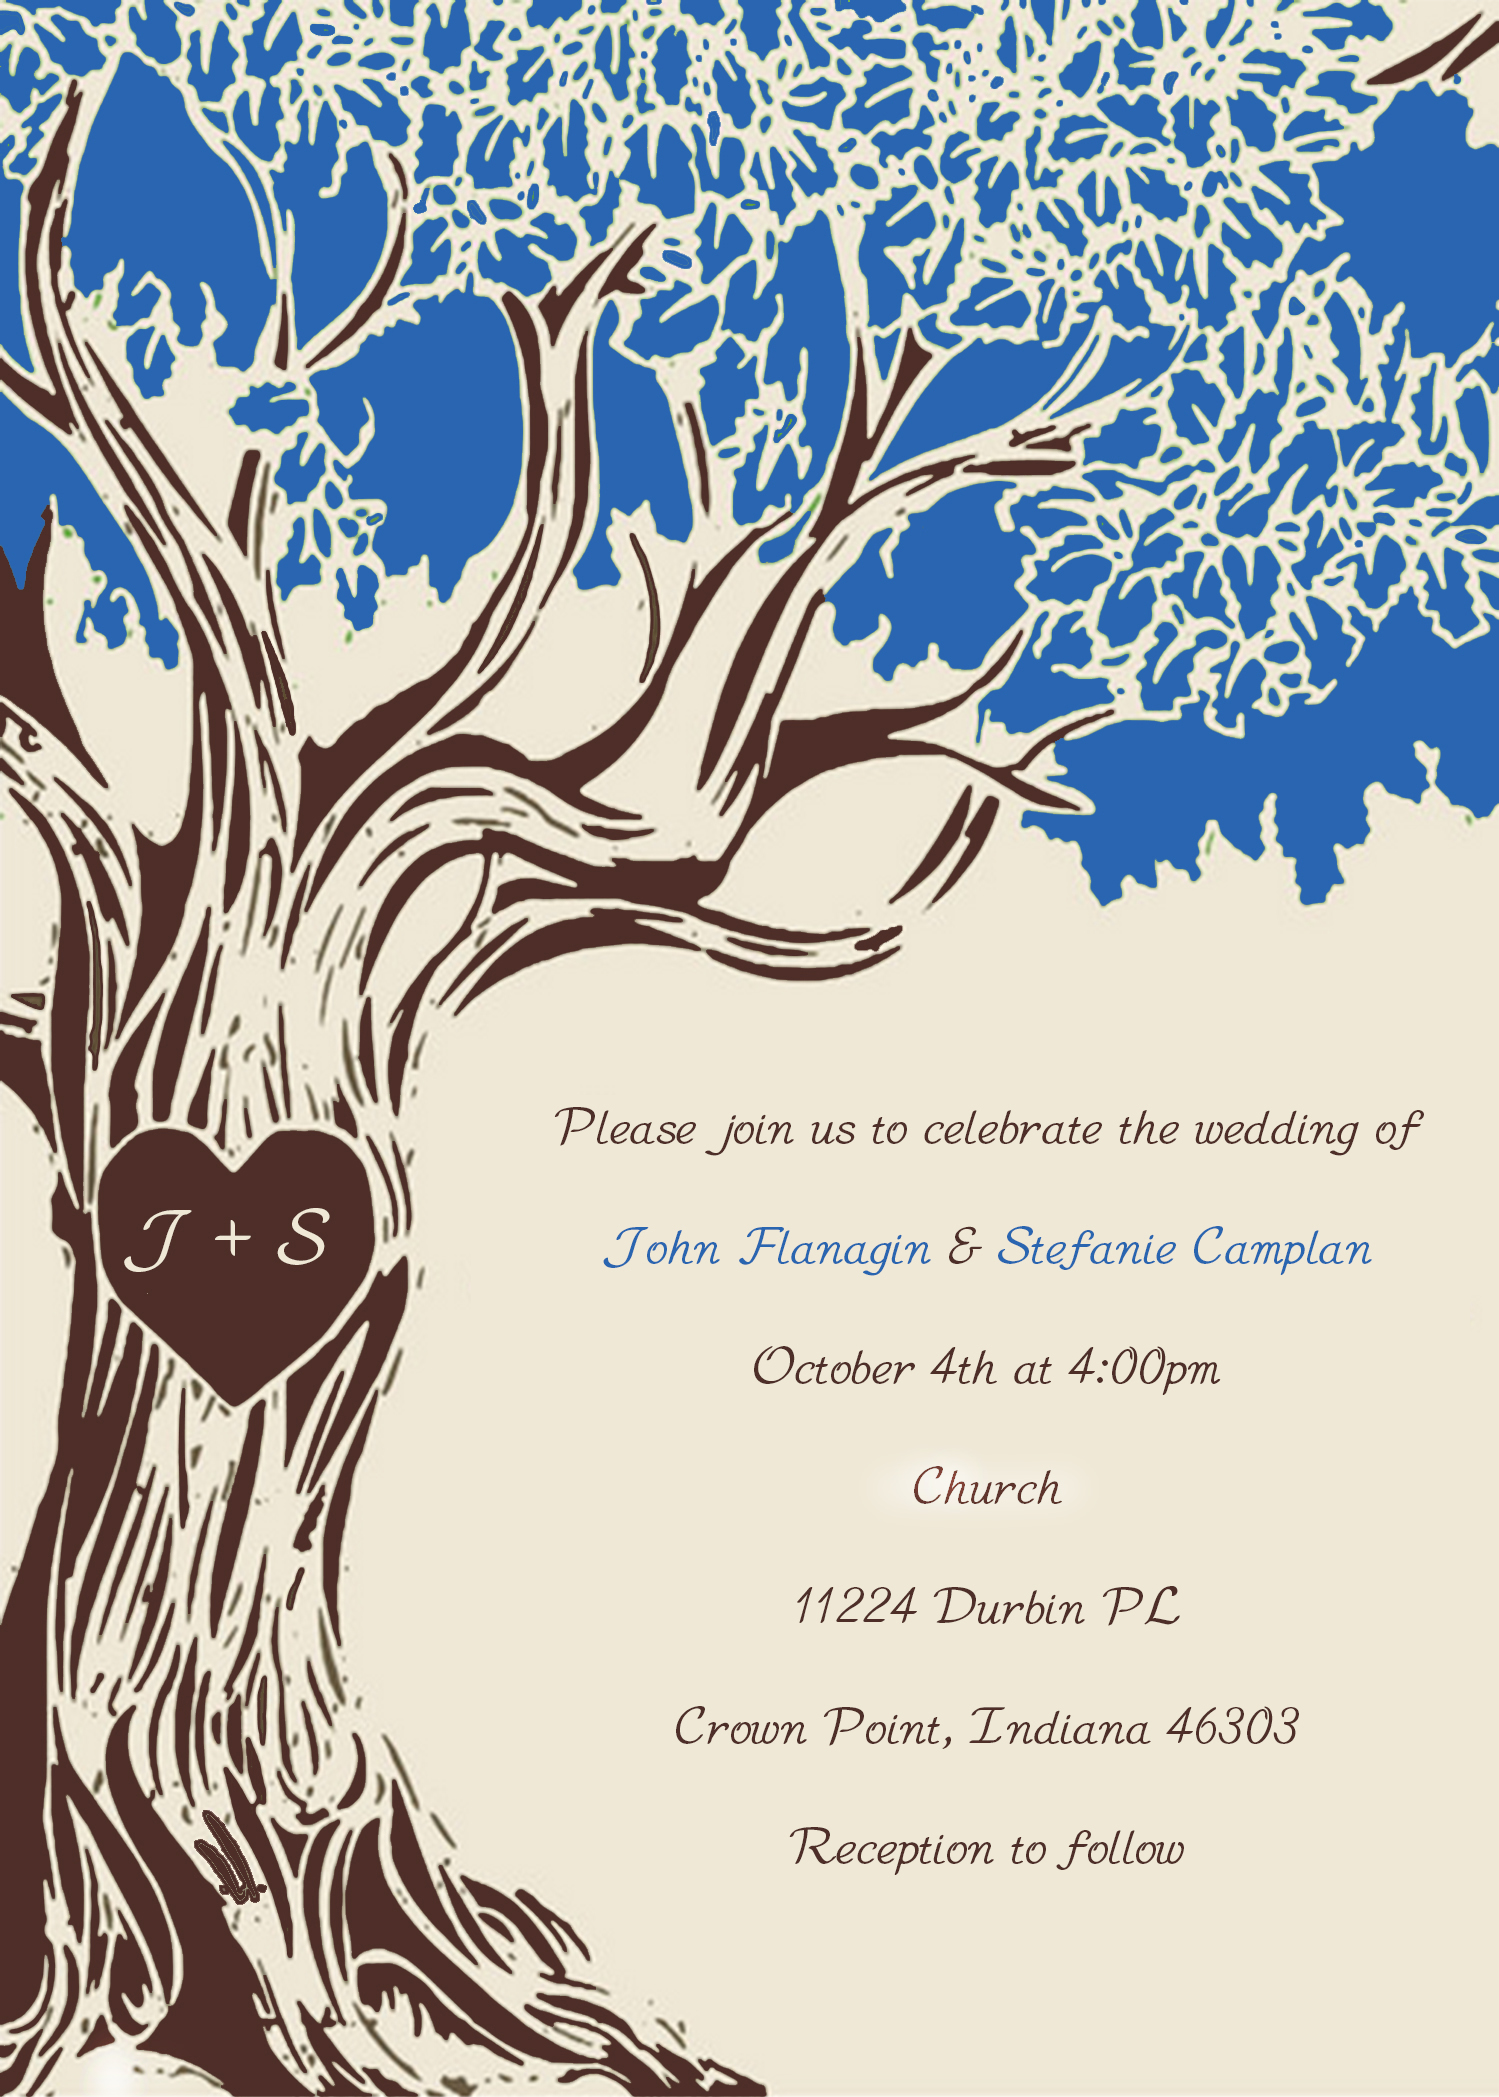 Please join us to celebrate the wedding of
John Flanagin & Stefanie Camplan
October 4th at 4:00pm
J + S
Church
11224 Durbin PL
Crown Point, Indiana 46303
Reception to follow